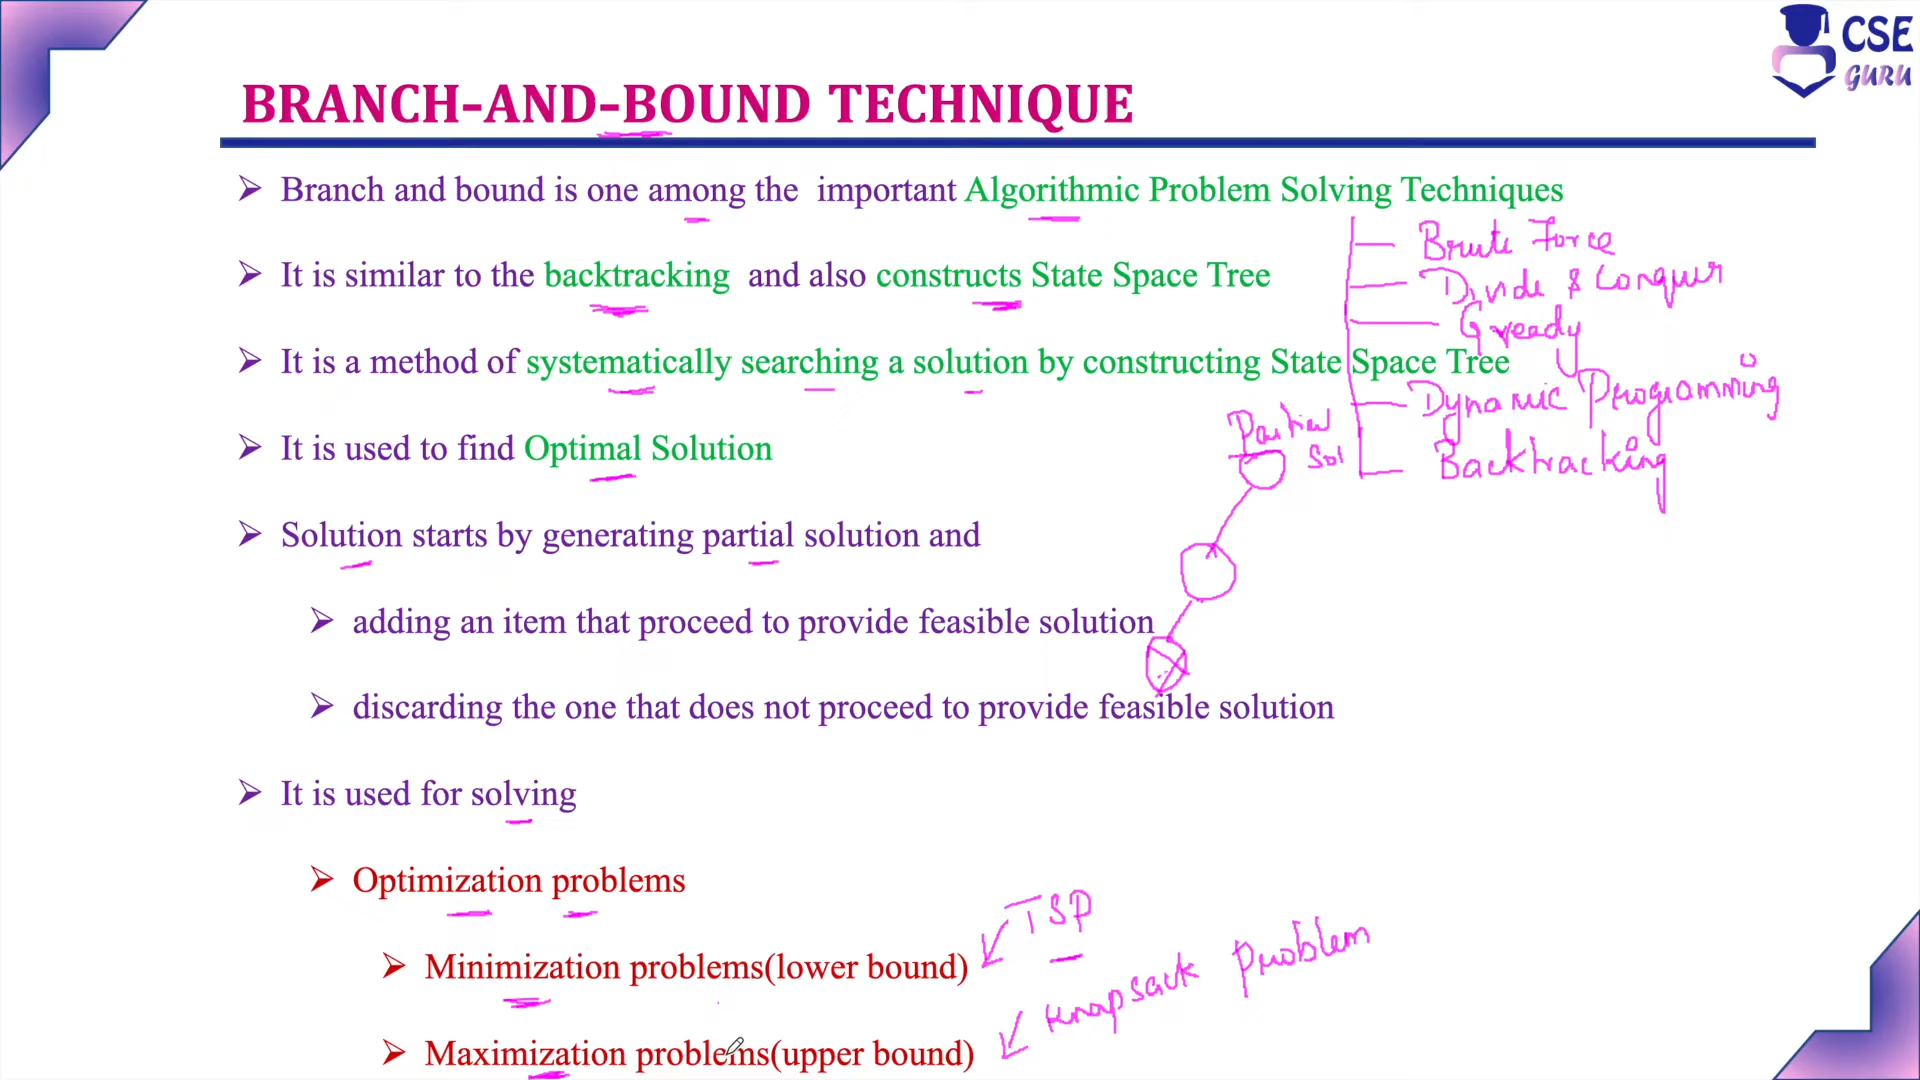 CSE
GURU
BRANCH-AND-BOUND TECHNIQUE
➢ Branch and bound is one among the important Algorithmic Problem Solving Techniques
Brute Force
➢ It is similar to the backtracking and also constructs State Space Tree
Divide & Conquer
Greedy
➢ It is a method of systematically searching a solution by constructing State Space Tree
Dynamic Programming
Partial
Sol
Backtracking
➢ It is used to find Optimal Solution
➢ Solution starts by generating partial solution and
➢ adding an item that proceed to provide feasible solution
➢ discarding the one that does not proceed to provide feasible solution
➢ It is used for solving
➢ Optimization problems
TSP
➢ Minimization problems(lower bound)
Knapsack Problem
➢ Maximization problems(upper bound)